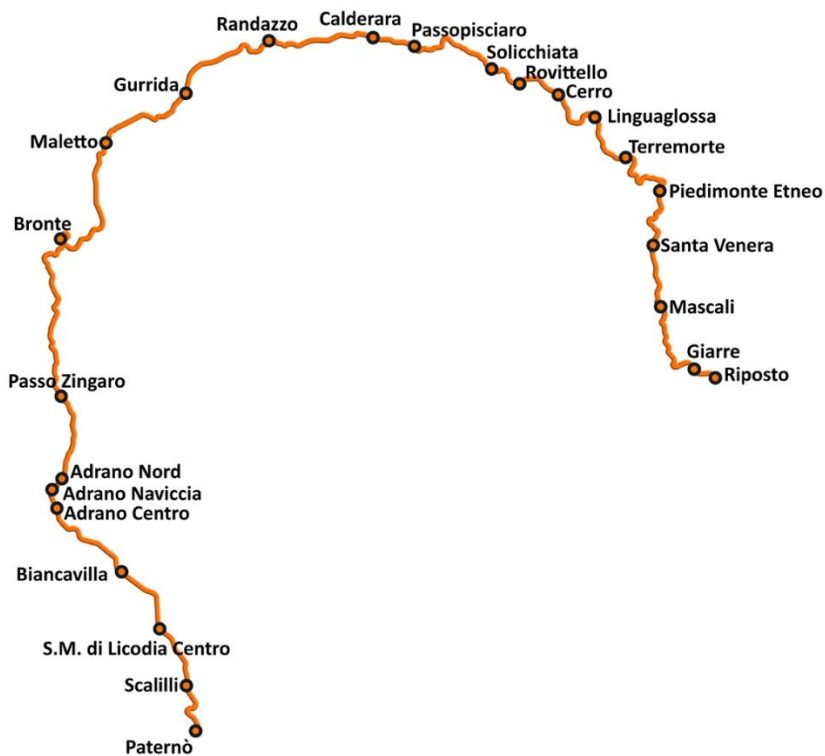 Randazzo
Calderara
Passopisciaro
Solicchiata
Rovittello
Cerro
Linguaglossa
Terremorte
Piedimonte Etneo
Santa Venera
Mascali
Giarre
Riposto
Gurrida
Maletto
Bronte
Passo Zingaro
Adrano Nord
Adrano Naviccia
Adrano Centro
Biancavilla
S.M. di Licodia Centro
Scalilli
Paternò